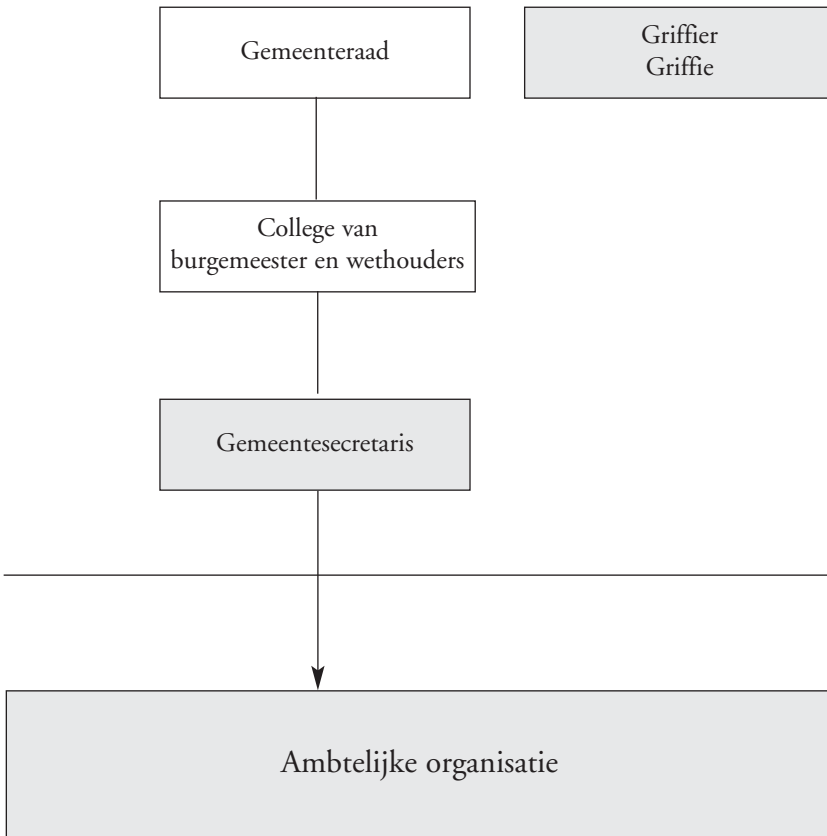 Gemeenteraad
Griffier
Griffie
College van
burgemeester en wethouders
Gemeentesecretaris
Ambtelijke organisatie